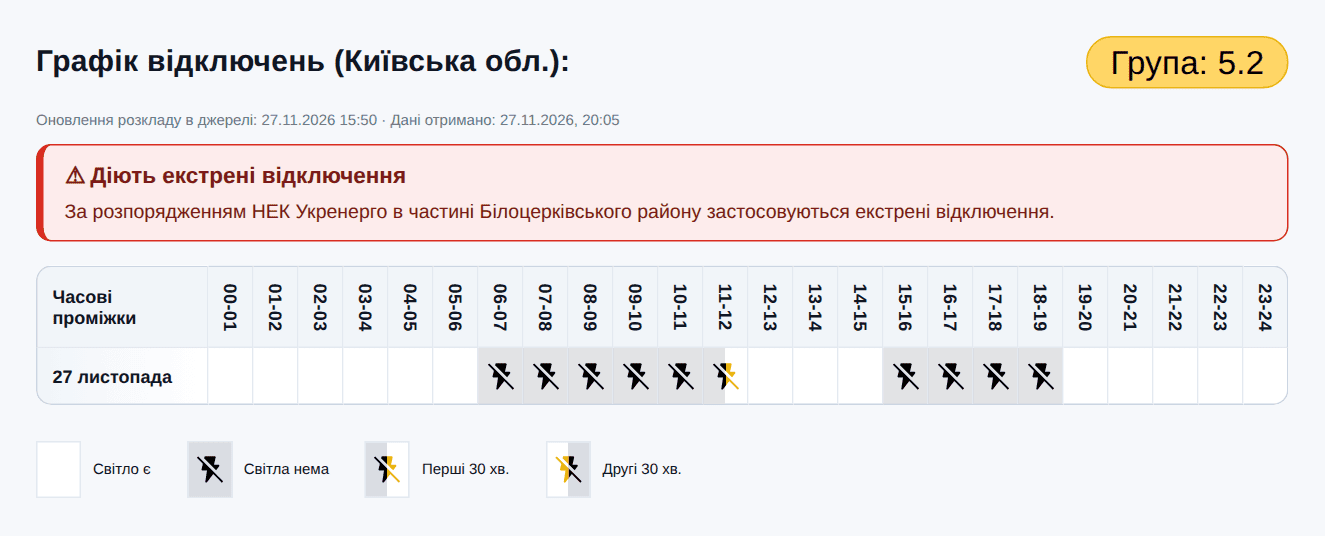 Графік відключень (Київська обл.):
Група: 5.2
Оновлення розкладу в джерелі: 27.11.2026 15:50 · Дані отримано: 27.11.2026, 20:05
⚠ Діють екстрені відключення
За розпорядженням НЕК Укренерго в частині Білоцерківського району застосовуються екстрені відключення.
Часові
проміжки
00-01
01-02
02-03
03-04
04-05
05-06
06-07
07-08
08-09
09-10
10-11
11-12
12-13
13-14
14-15
15-16
16-17
17-18
18-19
19-20
20-21
21-22
22-23
23-24
27 листопада
Світло є
Світла нема
Перші 30 хв.
Другі 30 хв.